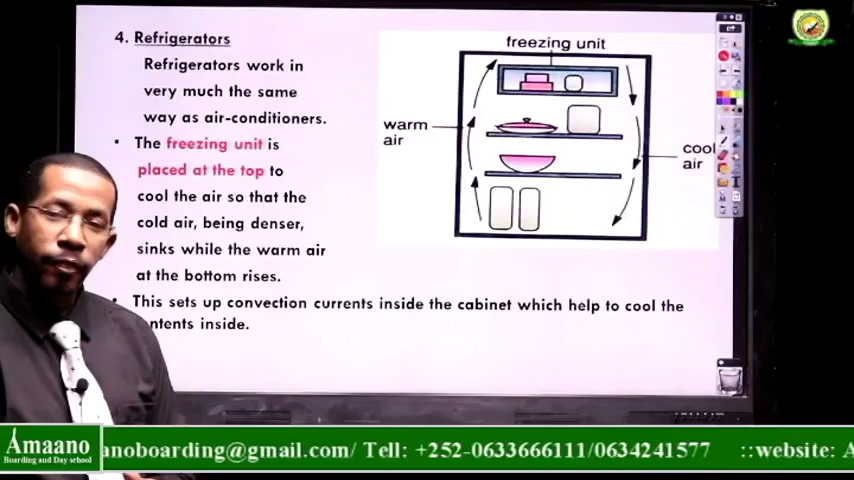 4. Refrigerators
Refrigerators work in
very much the same
way as air-conditioners.
• The freezing unit is
placed at the top to
cool the air so that the
cold air, being denser,
sinks while the warm air
at the bottom rises.
• This sets up convection currents inside the cabinet which help to cool the
ntents inside.
freezing unit
warm
air
cool
air
Amaano
Boarding and Day school
anoboarding@gmail.com/ Tell: +252-0633666111/0634241577 ::website: A